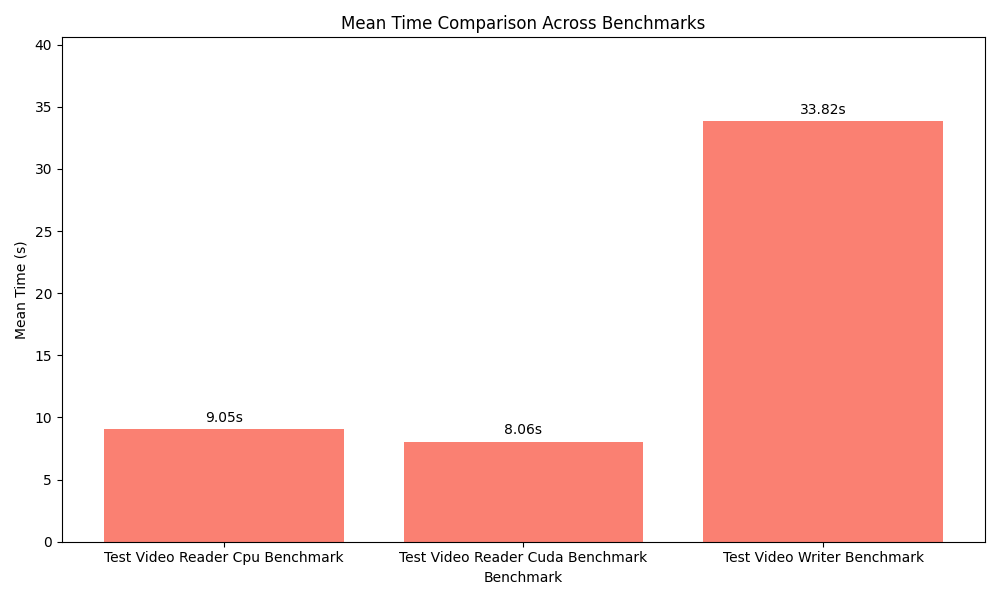 Mean Time Comparison Across Benchmarks
40
35
30
25
20
15
10
5
0
Mean Time (s)
9.05s
8.06s
33.82s
Test Video Reader Cpu Benchmark
Test Video Reader Cuda Benchmark
Test Video Writer Benchmark
Benchmark